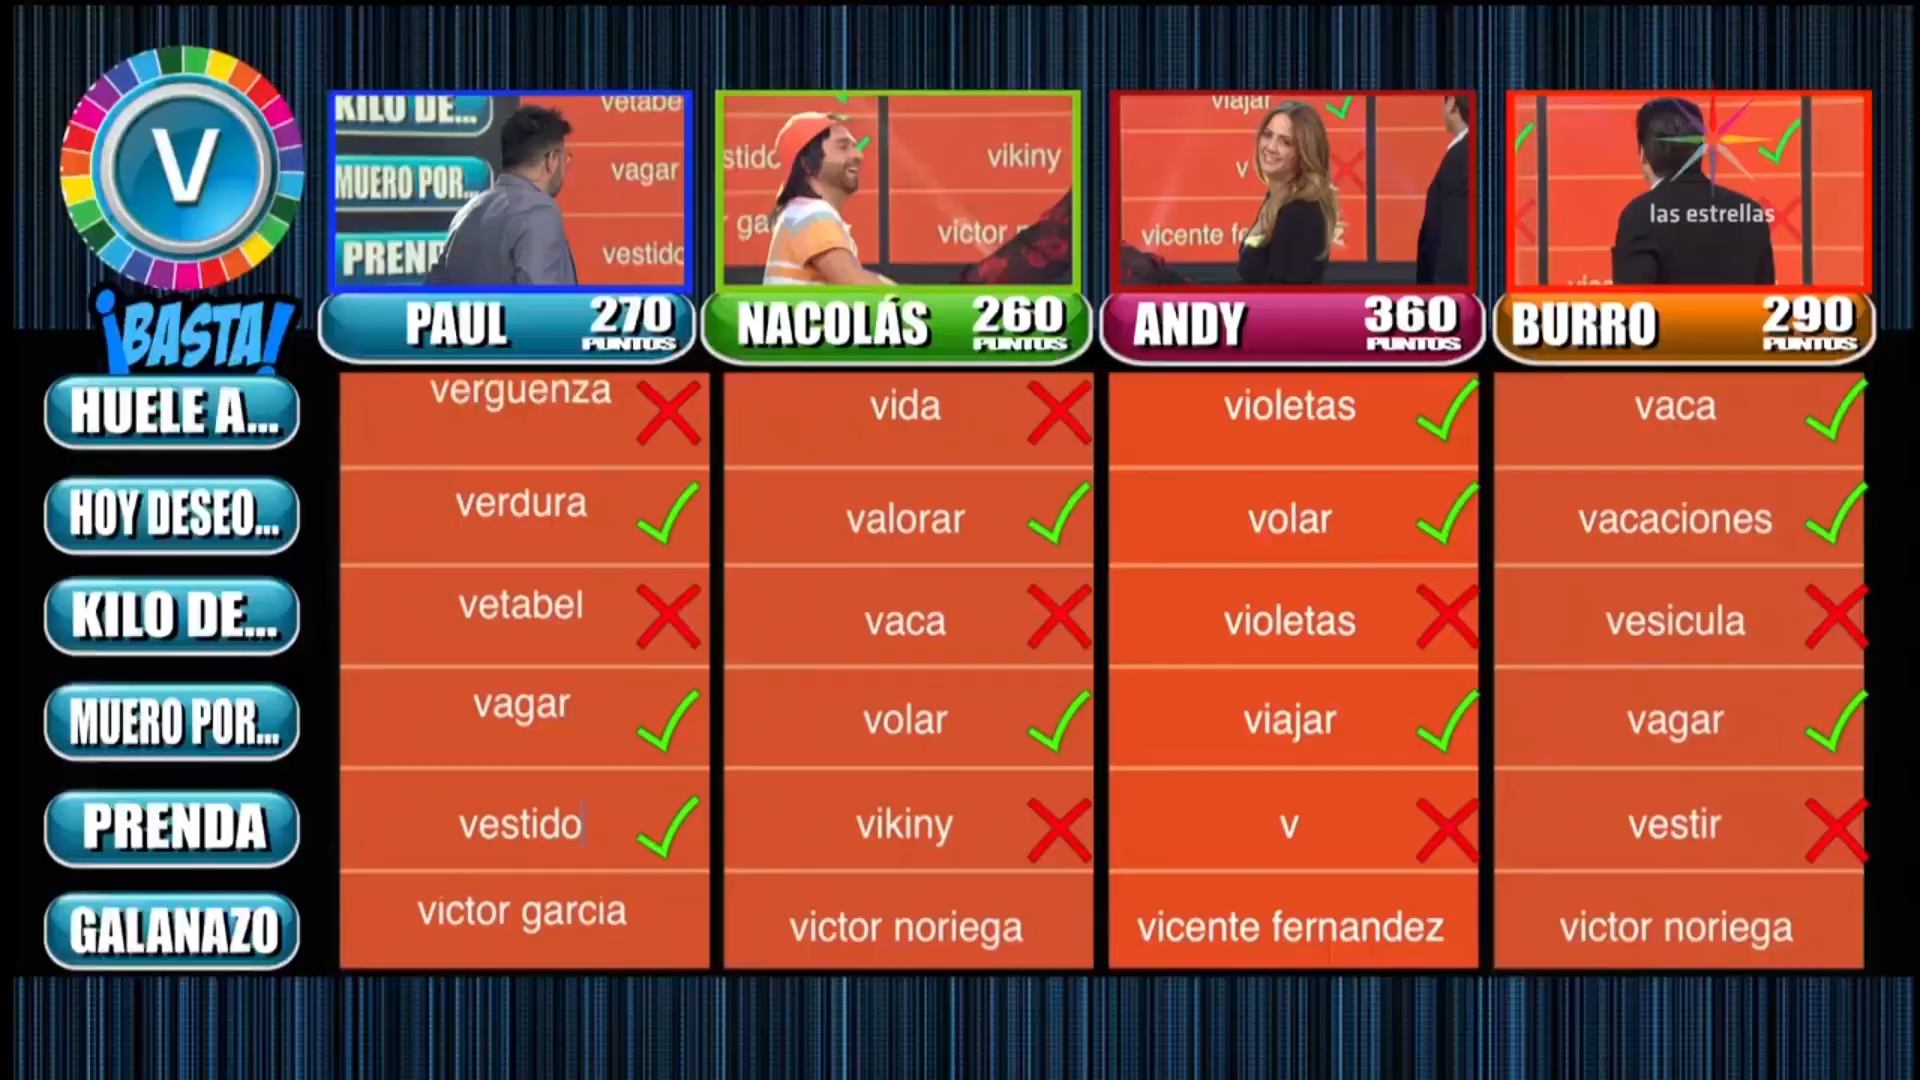 V
¡BASTA!
KILO DE...
vetabe
MUERO POR...
vagar
PREN
vestido
vikiny
victor
viajar
v
vicente fe
las estrellas
PAUL 270 PUNTOS
NACOLÁS 260 PUNTOS
ANDY 360 PUNTOS
BURRO 290 PUNTOS
HUELE A... verguenza vida violetas vaca
HOY DESEO... verdura valorar volar vacaciones
KILO DE... vetabel vaca violetas vesicula
MUERO POR... vagar volar viajar vagar
PRENDA vestido vikiny v vestir
GALANAZO victor garcia victor noriega vicente fernandez victor noriega